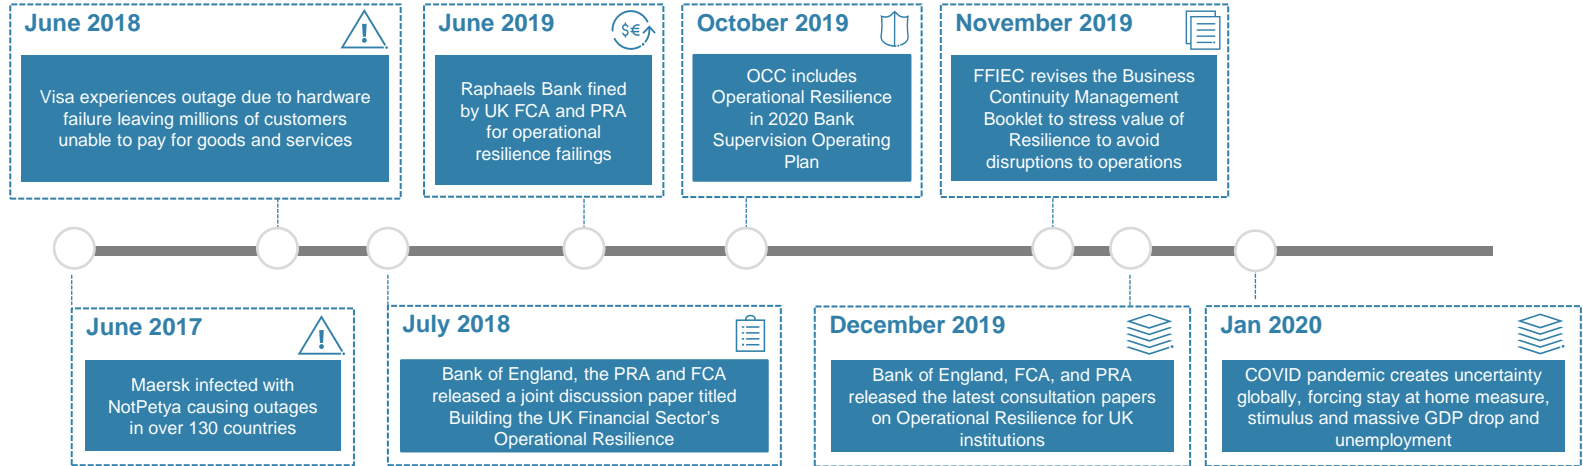 June 2018
Visa experiences outage due to hardware
failure leaving millions of customers
unable to pay for goods and services
June 2019
$€
Raphaels Bank fined
by UK FCA and PRA
for operational
resilience failings
October 2019
OCC includes
Operational Resilience
in 2020 Bank
Supervision Operating
Plan
November 2019
FFIEC revises the Business
Continuity Management
Booklet to stress value of
Resilience to avoid
disruptions to operations
June 2017
Maersk infected with
NotPetya causing outages
in over 130 countries
July 2018
Bank of England, the PRA and FCA
released a joint discussion paper titled
Building the UK Financial Sector’s
Operational Resilience
December 2019
Bank of England, FCA, and PRA
released the latest consultation papers
on Operational Resilience for UK
institutions
Jan 2020
COVID pandemic creates uncertainty
globally, forcing stay at home measure,
stimulus and massive GDP drop and
unemployment